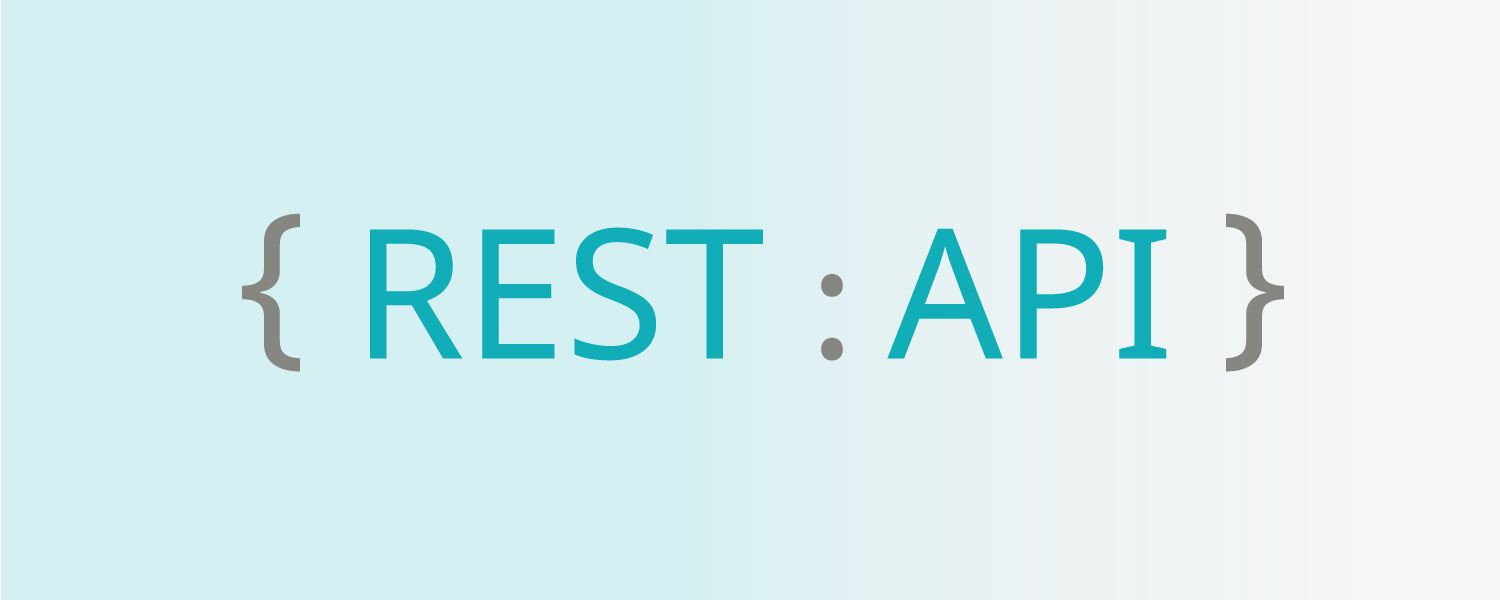 { REST : API }